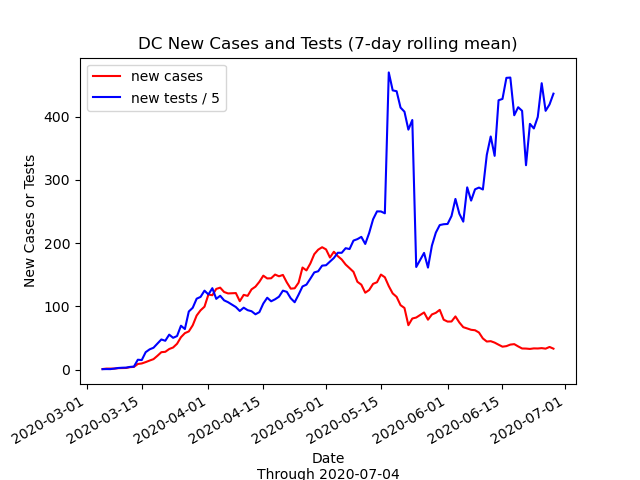 DC New Cases and Tests (7-day rolling mean)
new cases
new tests / 5
New Cases or Tests
400
300
200
100
0
2020-03-01
2020-03-15
2020-04-01
2020-04-15
2020-05-01
2020-05-15
2020-06-01
2020-06-15
2020-07-01
Date
Through 2020-07-04